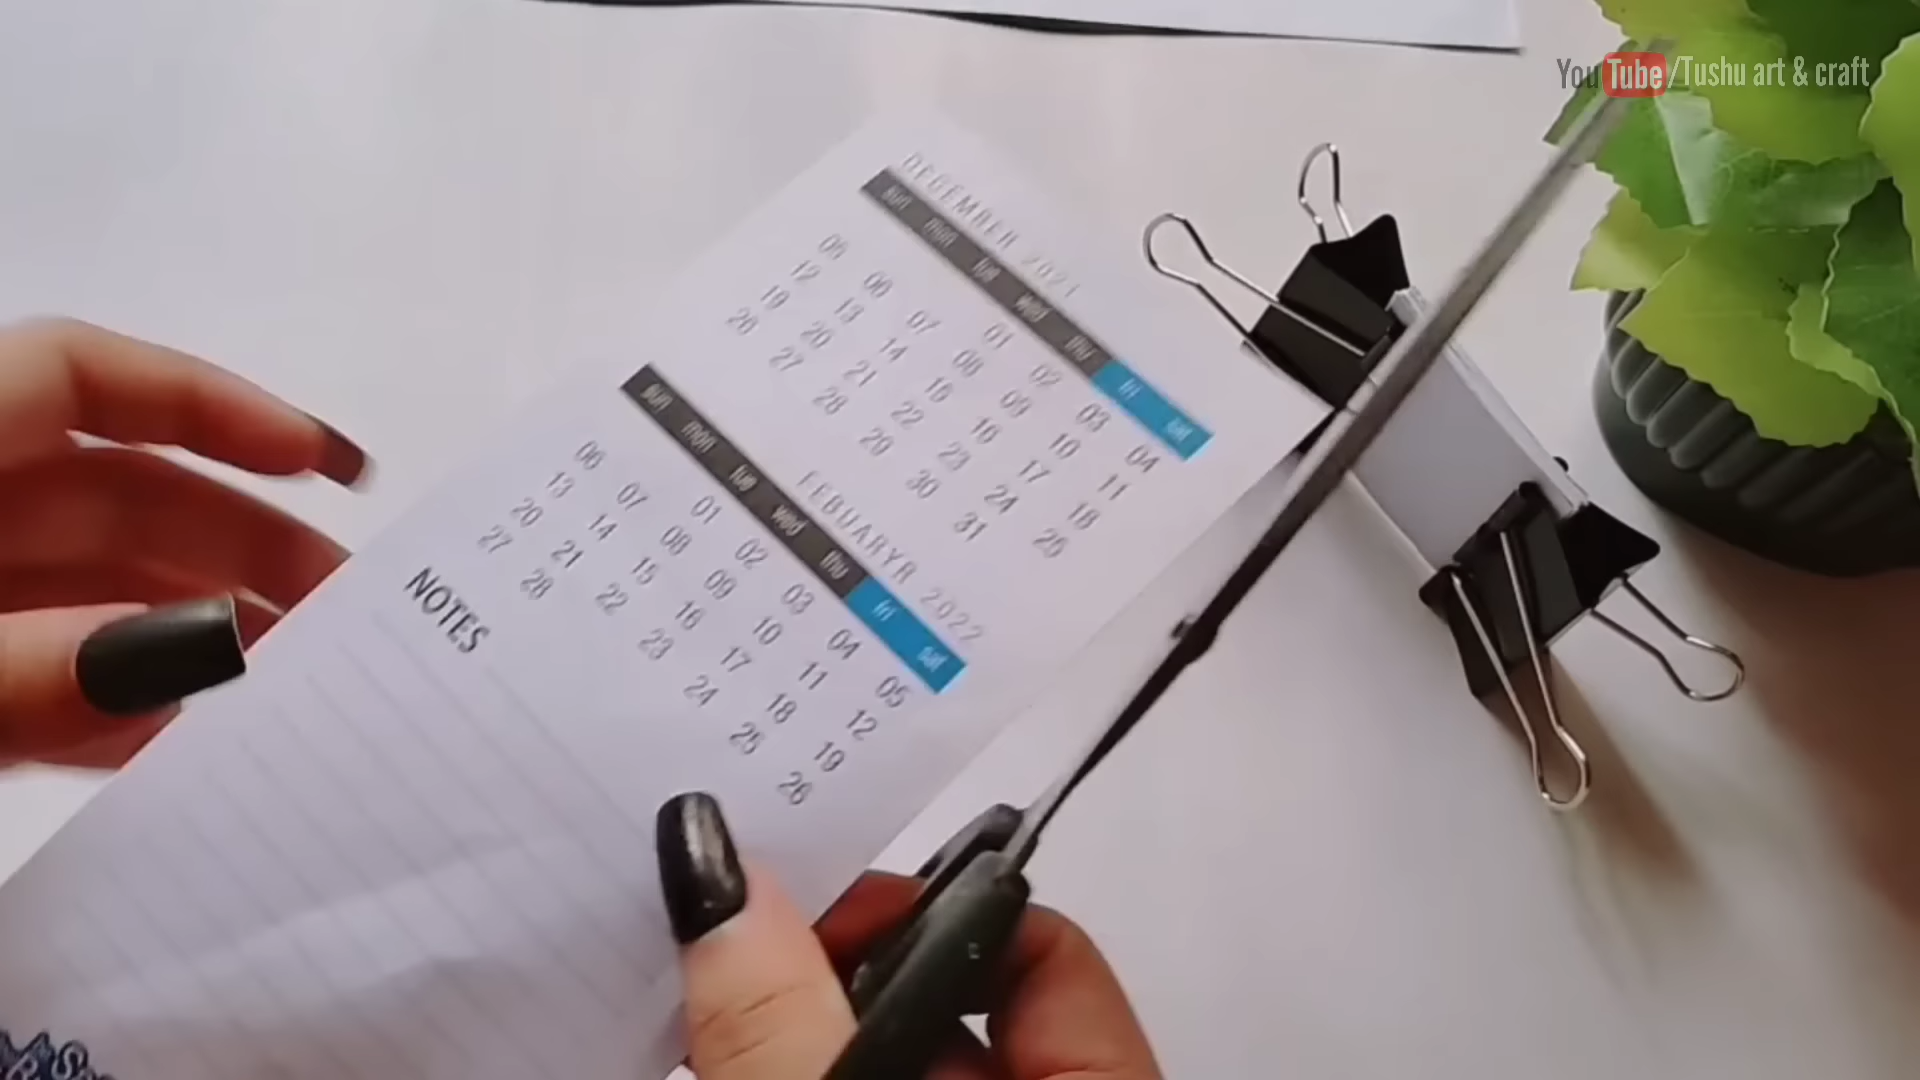 YouTube/Tushu art & craft
DECEMBER 2021
sun mon tue wed thu fri sat
01 02 03 04
05 06 07 08 09 10 11
12 13 14 15 16 17 18
19 20 21 22 23 24 25
26 27 28 29 30 31
FEBUARYR 2022
sun mon tue wed thu fri sat
01 02 03 04 05
06 07 08 09 10 11 12
13 14 15 16 17 18 19
20 21 22 23 24 25 26
27 28
NOTES